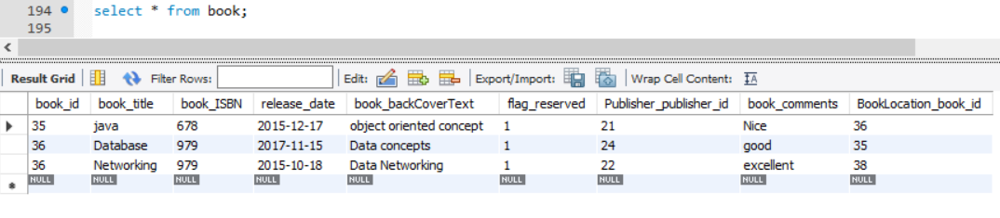 194 select * from book;
195
Result Grid Filter Rows: Edit: Export/Import: Wrap Cell Content: IA
book_id book_title book_ISBN release_date book_backCoverText flag_reserved Publisher_publisher_id book_comments BookLocation_book_id
35 java 678 2015-12-17 object oriented concept 1 21 Nice 36
36 Database 979 2017-11-15 Data concepts 1 24 good 35
36 Networking 979 2015-10-18 Data Networking 1 22 excellent 38
NULL NULL NULL NULL NULL NULL NULL NULL NULL